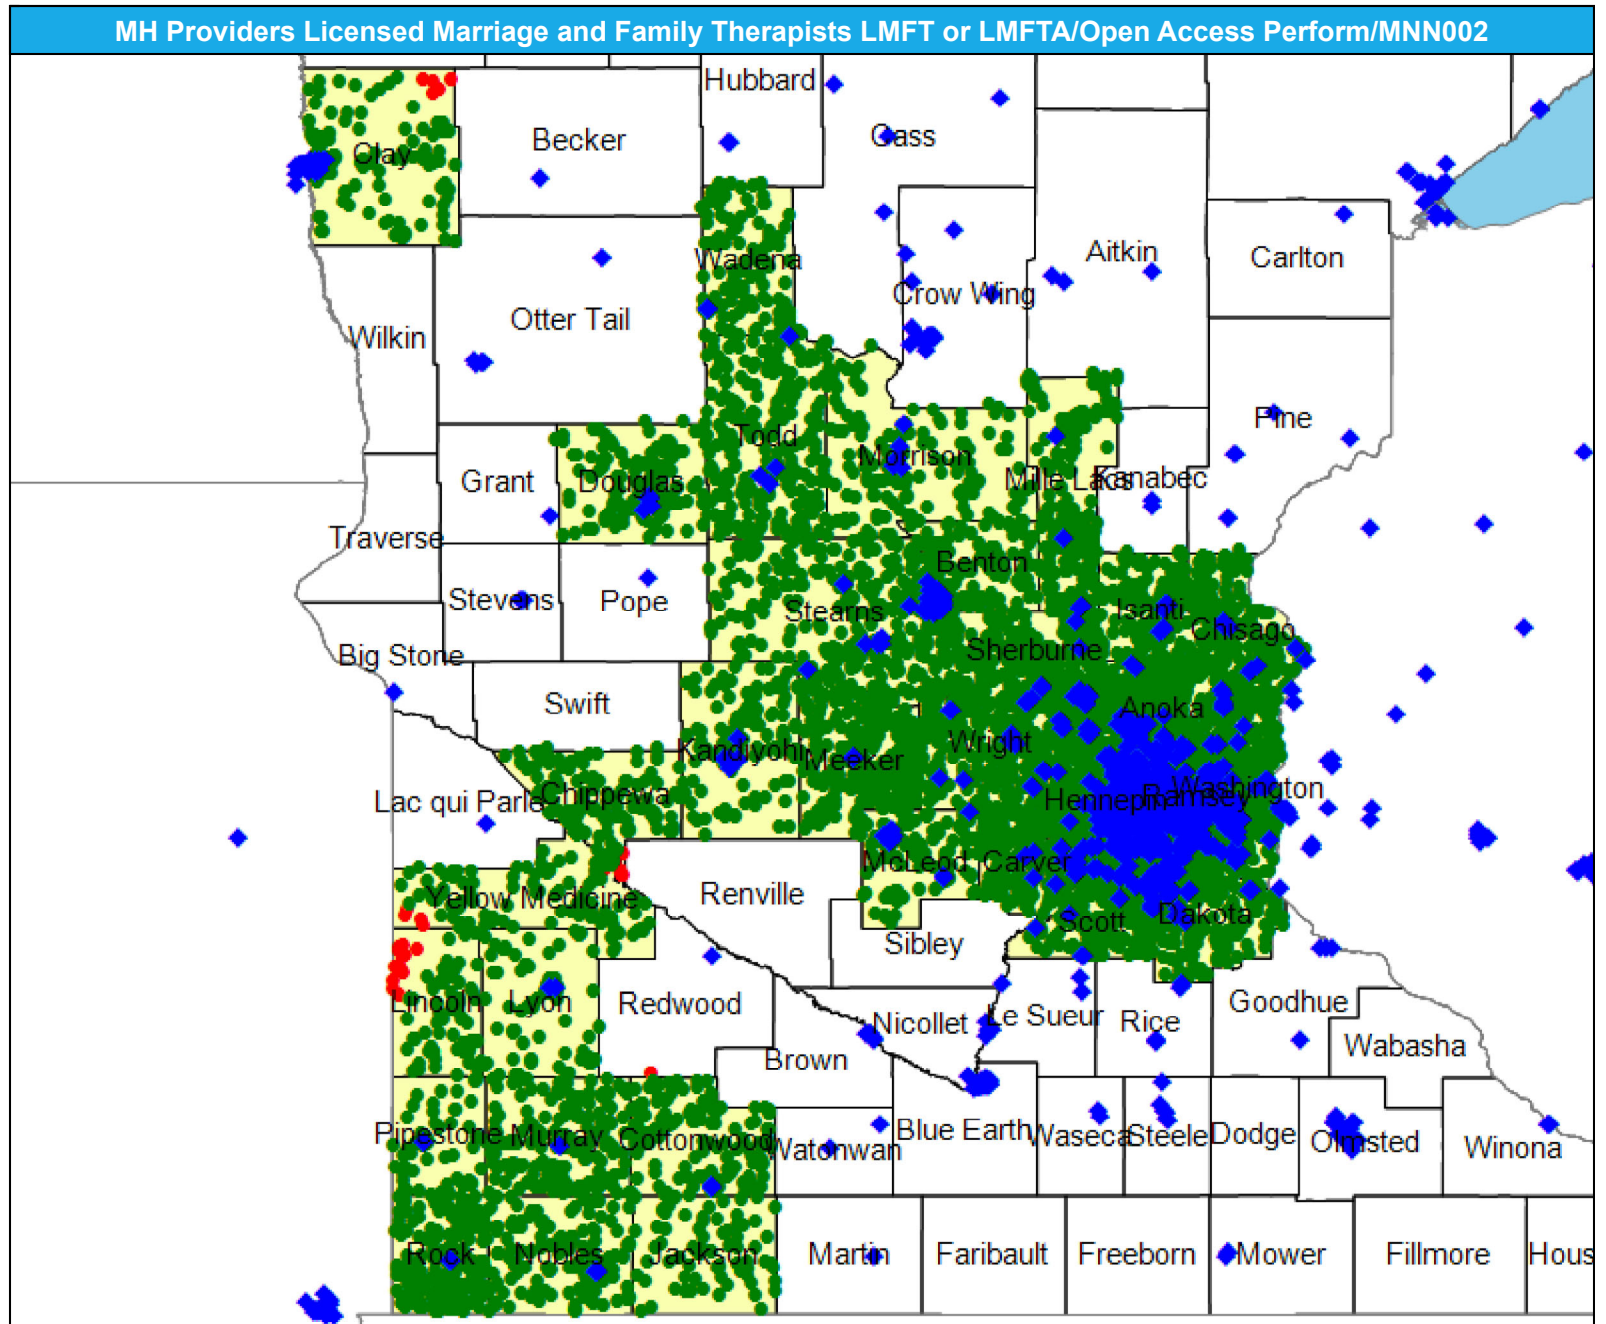 MH Providers Licensed Marriage and Family Therapists LMFT or LMFTA/Open Access Perform/MNN002
Hubbard
Cass
Becker
Clay
Wadena
Aitkin
Carlton
Crow Wing
Otter Tail
Wilkin
Pine
Todd
Morrison
Grant
Douglas
Mille Lacs
Kanabec
Traverse
Benton
Stevens
Pope
Stearns
Isanti
Chisago
Sherburne
Big Stone
Swift
Anoka
Wright
Kandiyohi
Meeker
Washington
Hennepin
Ramsey
Lac qui Parle
Chippewa
McLeod
Carver
Renville
Yellow Medicine
Scott
Dakota
Sibley
Lincoln
Lyon
Redwood
Goodhue
Nicollet
Le Sueur
Rice
Wabasha
Brown
Pipestone
Murray
Cottonwood
Watonwan
Blue Earth
Waseca
Steele
Dodge
Olmsted
Winona
Rock
Nobles
Jackson
Martin
Faribault
Freeborn
Mower
Fillmore
Hous